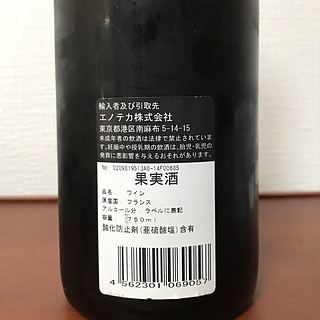 輸入者及び引取先
エノテカ株式会社
東京都港区南麻布5-14-15
未成年者の飲酒は法律で禁止されています。
妊娠中や授乳期の飲酒は、胎児・乳児の
発育に悪影響を与えるおそれがあります。
No. 0209819513A8-14F00685
果実酒
品名: ワイン
原産国: フランス
アルコール分: ラベルに表記
容量: 750ml
酸化防止剤(亜硫酸塩)含有
4562301069057